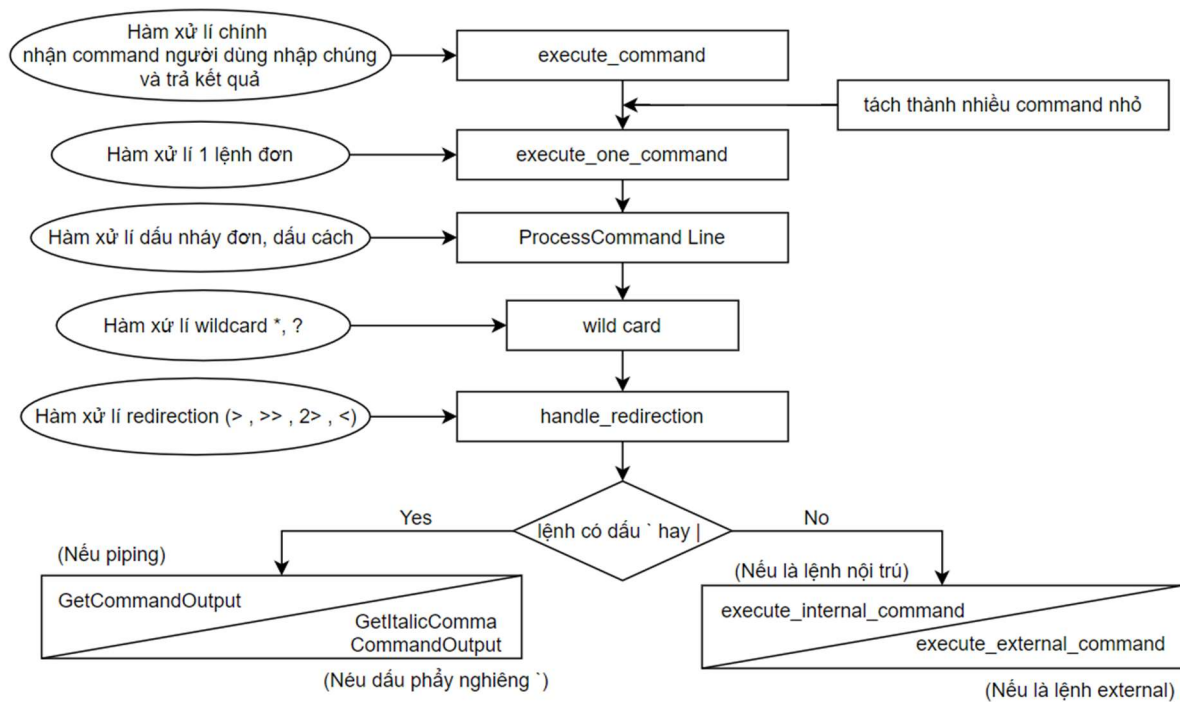 Hàm xử lí chính
nhận command người dùng nhập chúng
và trả kết quả
execute_command
tách thành nhiều command nhỏ
Hàm xử lí 1 lệnh đơn
execute_one_command
Hàm xử lí dấu nháy đơn, dấu cách
ProcessCommand Line
Hàm xứ lí wildcard *, ?
wild card
Hàm xử lí redirection (> , >> , 2> , <)
handle_redirection
lệnh có dấu ` hay |
Yes
No
(Nếu piping)
GetCommandOutput
GetItalicComma
CommandOutput
(Néu dấu phẩy nghiêng `)
(Nếu là lệnh nội trú)
execute_internal_command
execute_external_command
(Nếu là lệnh external)